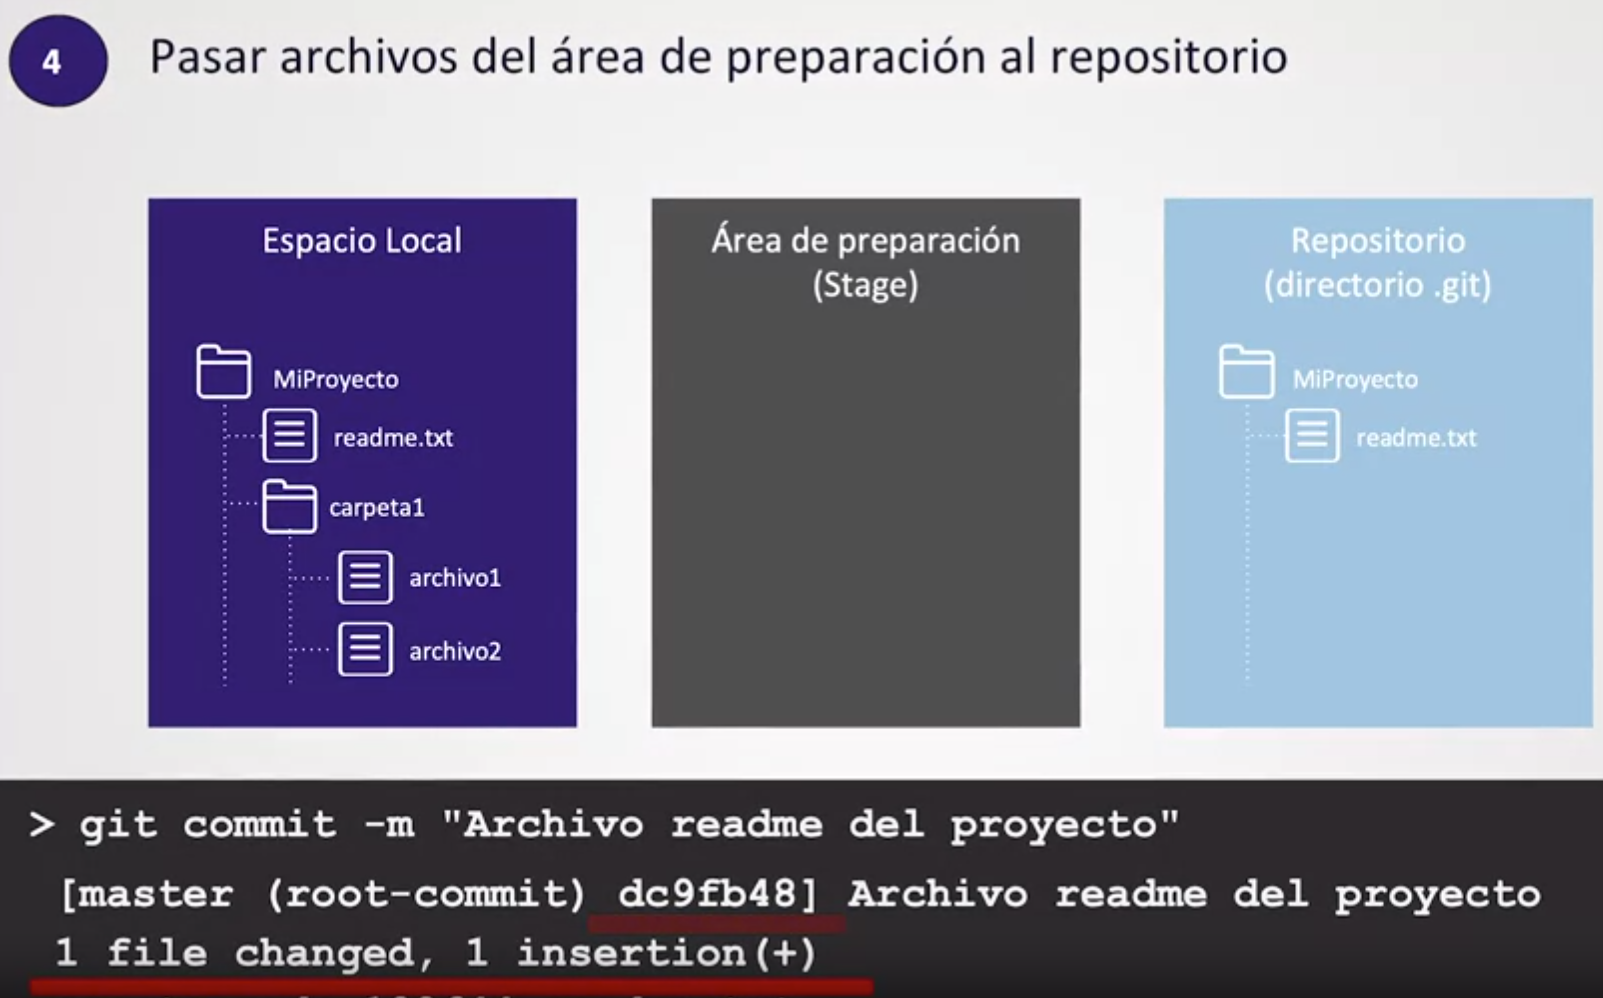 4
Pasar archivos del área de preparación al repositorio
Espacio Local
MiProyecto
readme.txt
carpeta1
archivo1
archivo2
Área de preparación
(Stage)
Repositorio
(directorio .git)
MiProyecto
readme.txt
> git commit -m "Archivo readme del proyecto"
[master (root-commit) dc9fb48] Archivo readme del proyecto
1 file changed, 1 insertion(+)